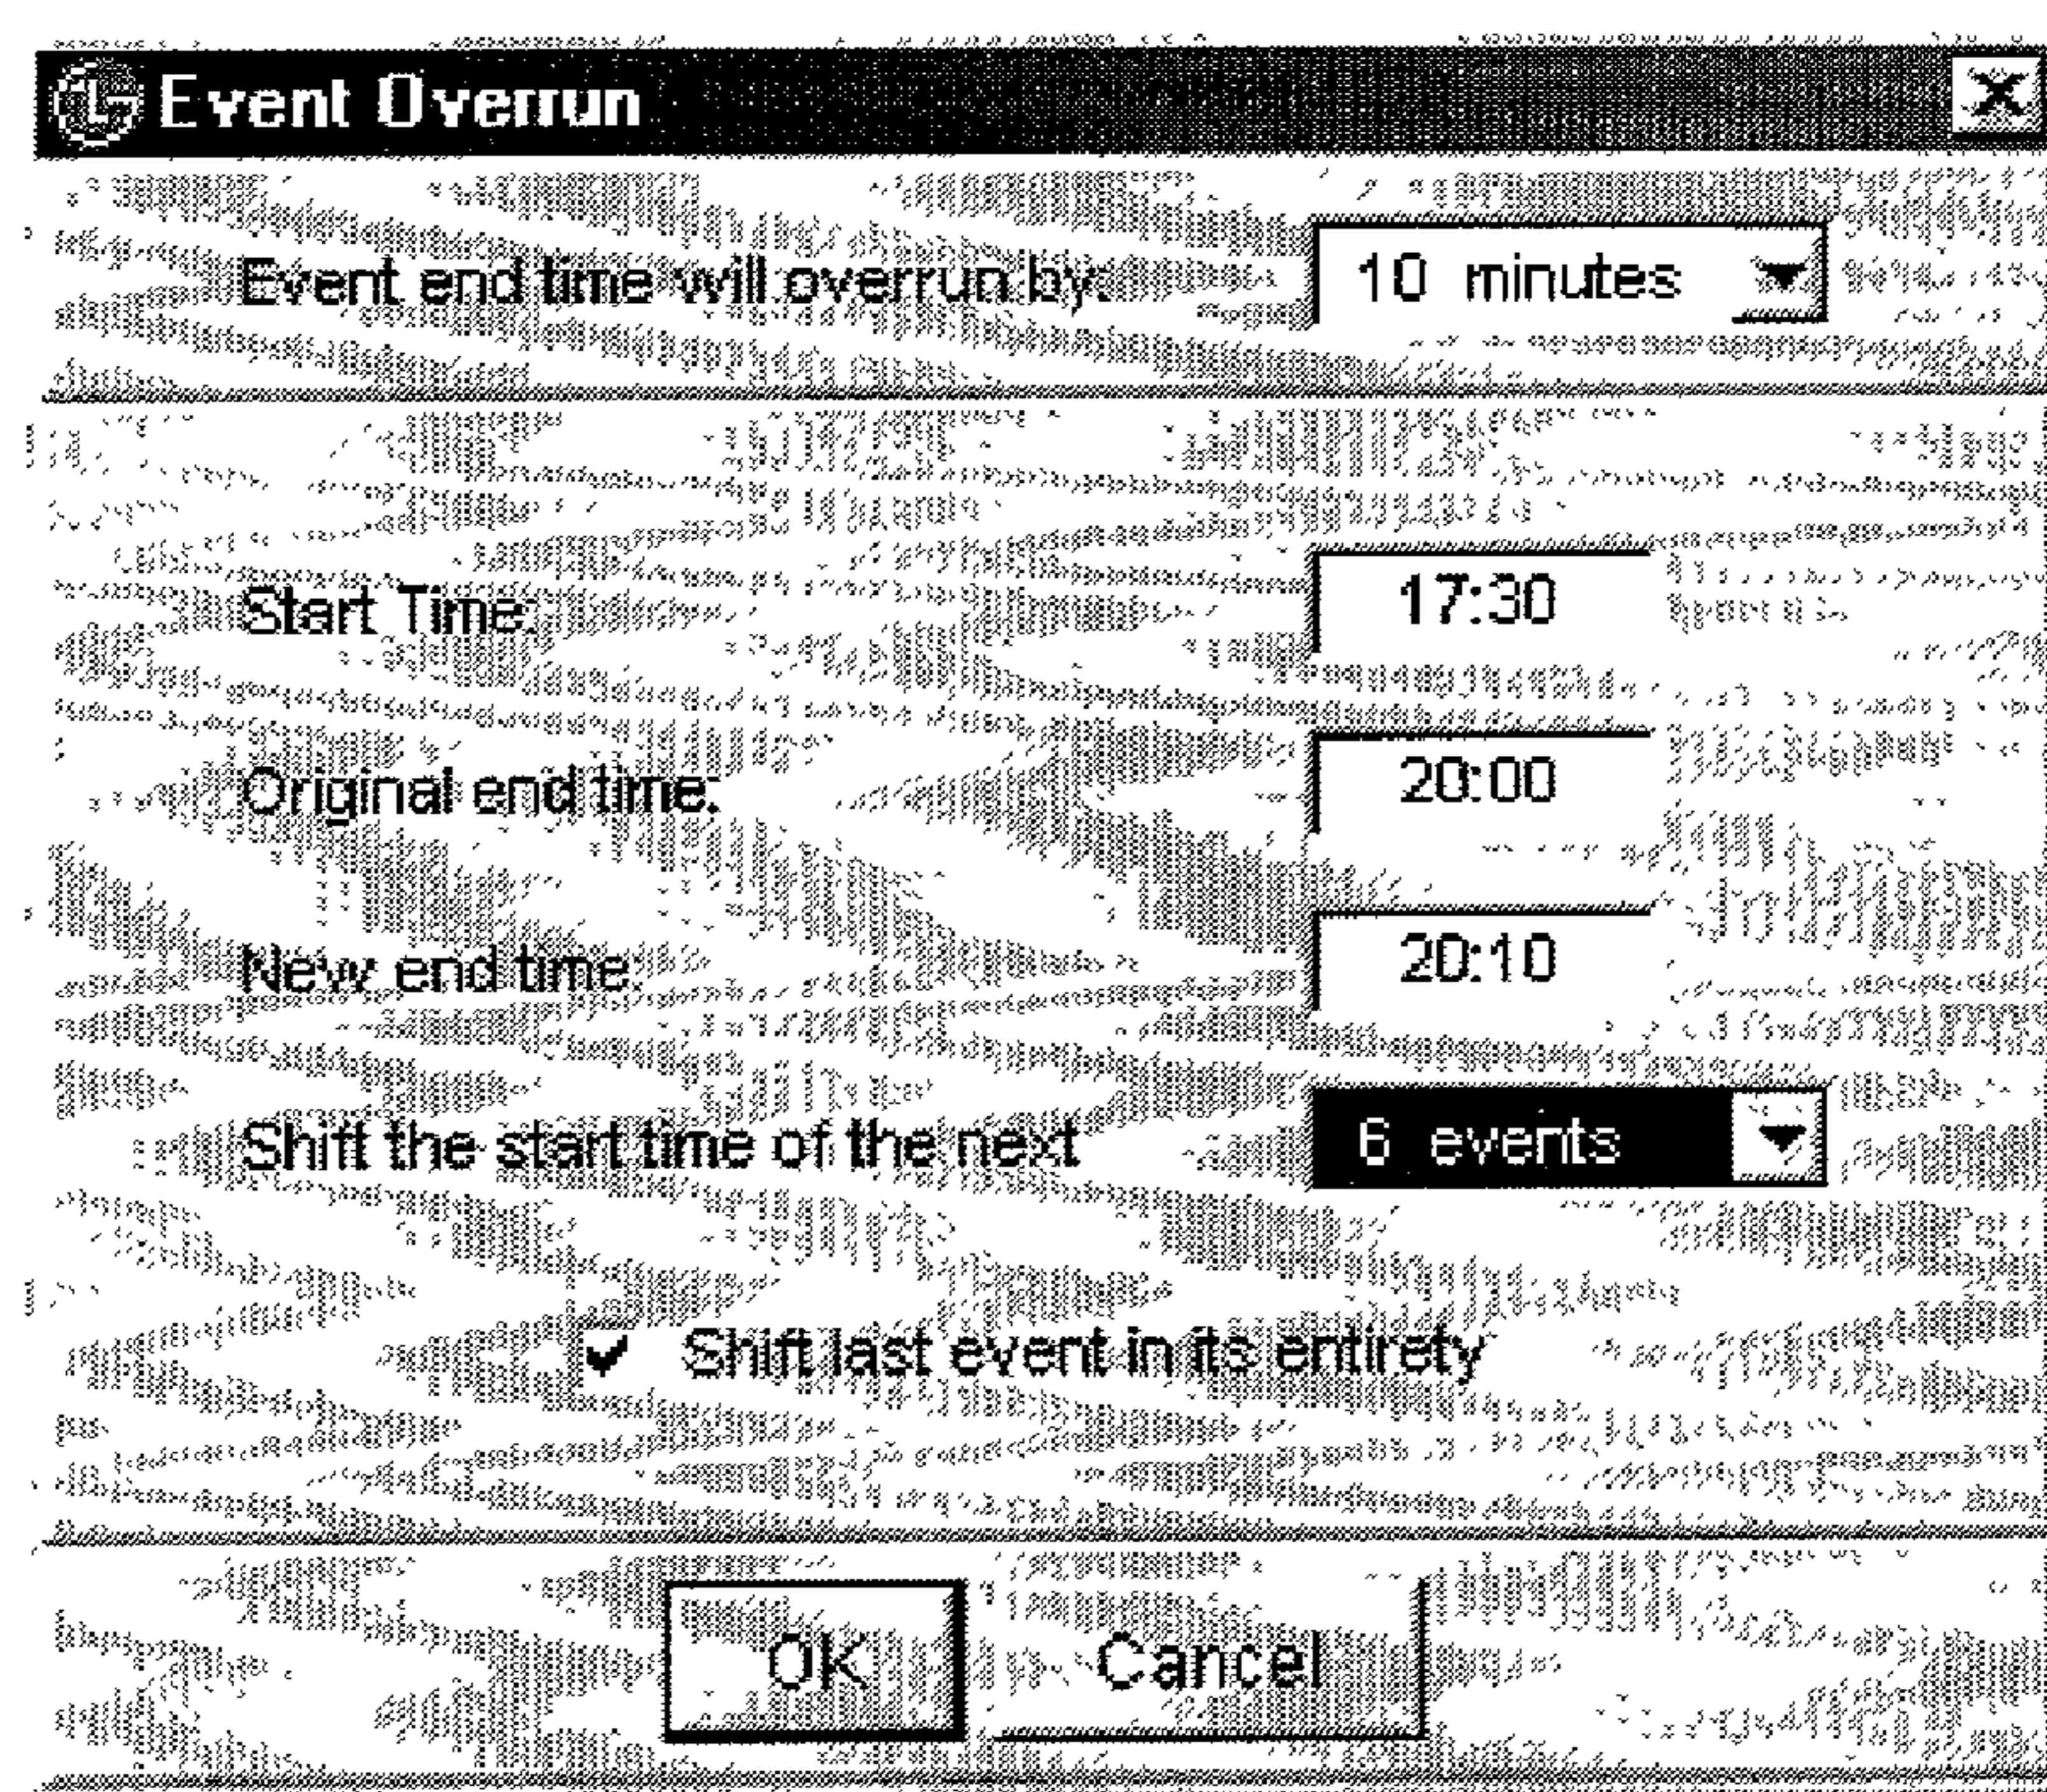 Event Overrun
Event end time will overrun by: 10 minutes
Start Time: 17:30
Original end time: 20:00
New end time: 20:10
Shift the start time of the next 6 events
Shift last event in its entirety
OK Cancel